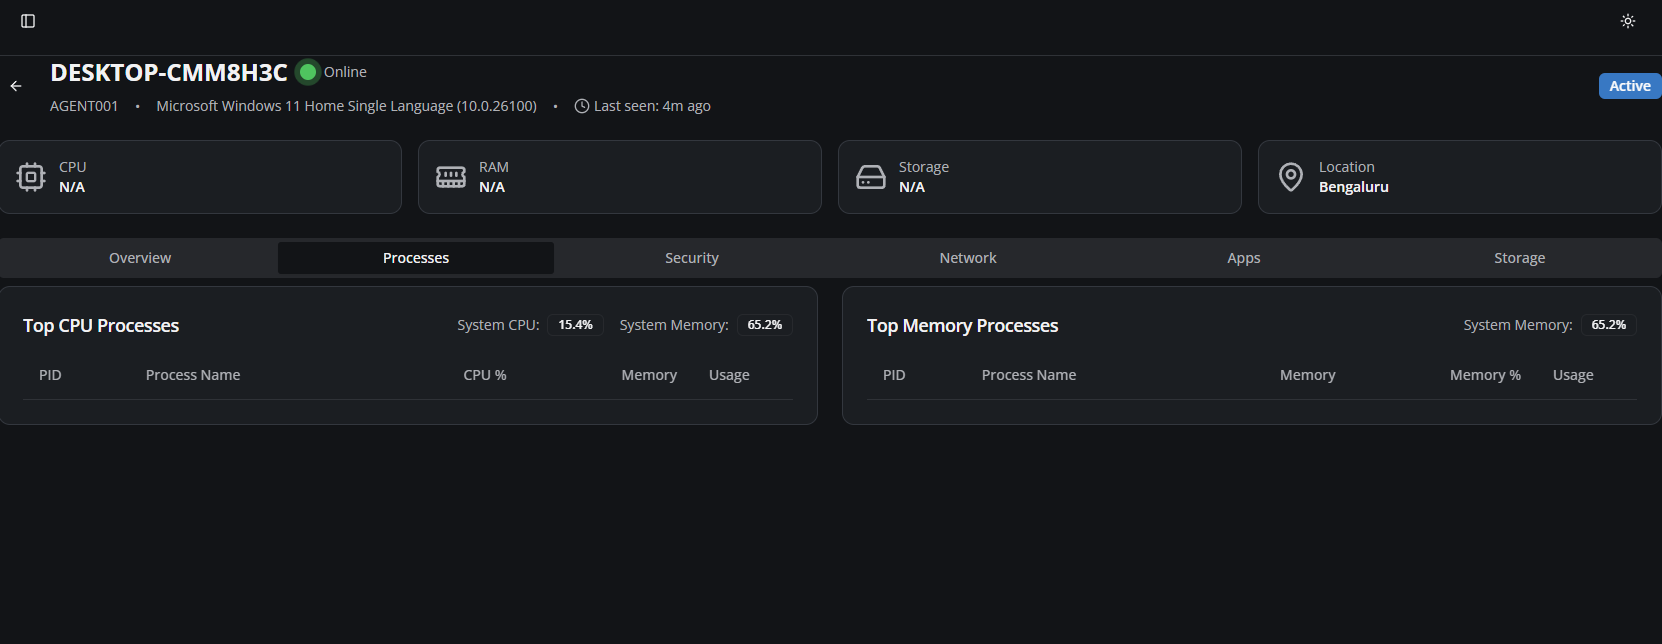 DESKTOP-CMM8H3C Online
AGENT001 • Microsoft Windows 11 Home Single Language (10.0.26100) • Last seen: 4m ago
Active
CPU
N/A
RAM
N/A
Storage
N/A
Location
Bengaluru
Overview Processes Security Network Apps Storage
Top CPU Processes System CPU: 15.4% System Memory: 65.2%
PID Process Name CPU % Memory Usage
Top Memory Processes System Memory: 65.2%
PID Process Name Memory Memory % Usage